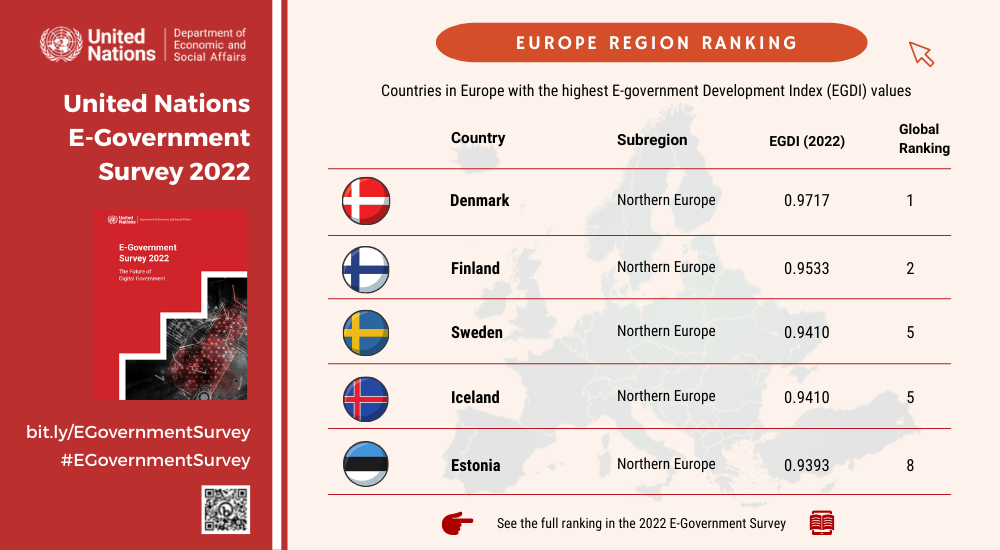 United
Nations
Department of
Economic and
Social Affairs
United Nations
E-Government
Survey 2022
United
Nations
Department of Economic and Social Affairs
E-Government
Survey 2022
The Future of
Digital Government
bit.ly/EGovernmentSurvey
#EGovernmentSurvey
EUROPE REGION RANKING
Countries in Europe with the highest E-government Development Index (EGDI) values
Country Subregion EGDI (2022) Global Ranking
Denmark Northern Europe 0.9717 1
Finland Northern Europe 0.9533 2
Sweden Northern Europe 0.9410 5
Iceland Northern Europe 0.9410 5
Estonia Northern Europe 0.9393 8
See the full ranking in the 2022 E-Government Survey